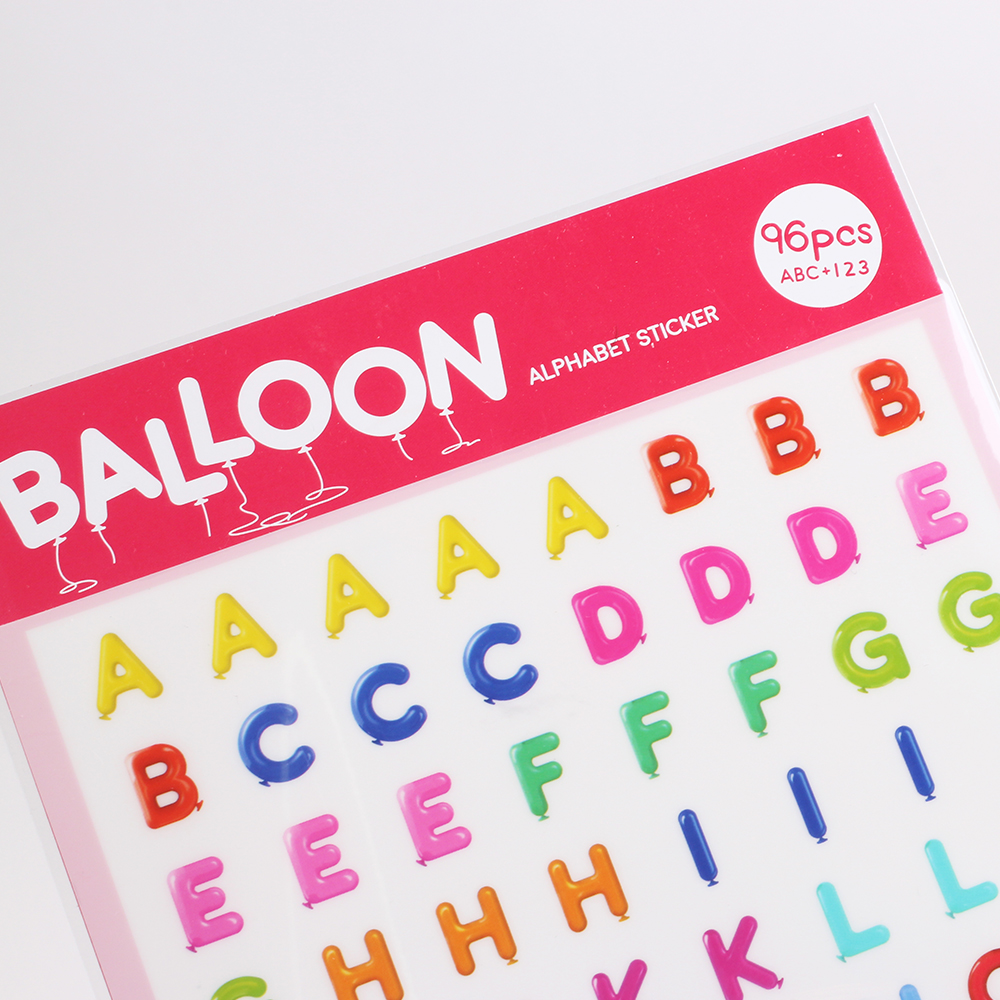 96pcs
ABC+123
BALLOON ALPHABET STICKER
A A A A A B B B
B C C C D D D E
E E E F F F G G
G H H H I I I
K K L L